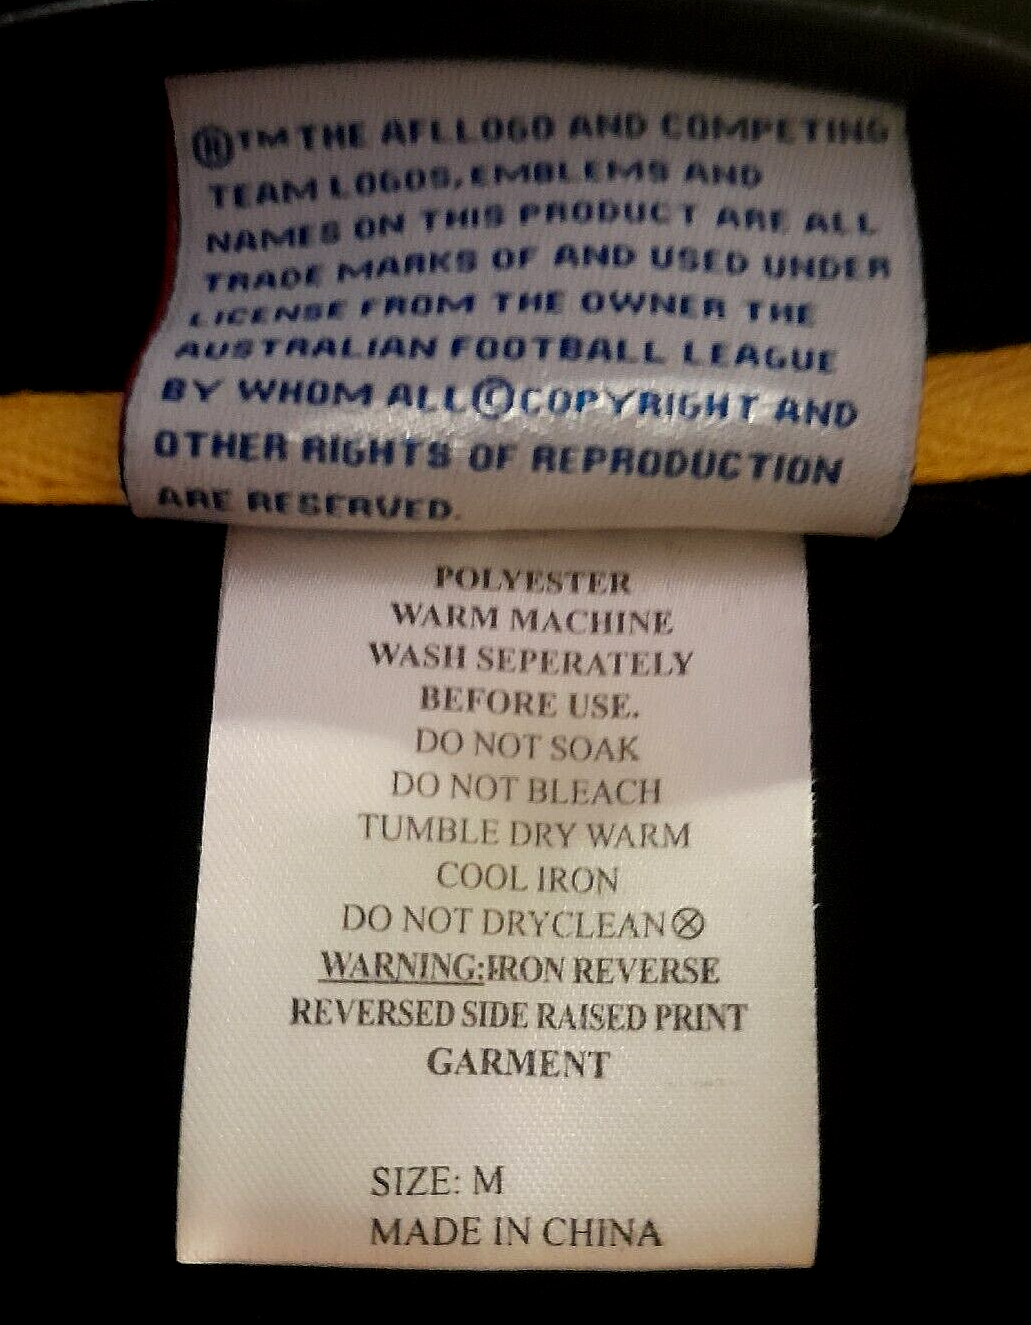 ®™ THE AFL LOGO AND COMPETING
TEAM LOGOS, EMBLEMS AND
NAMES ON THIS PRODUCT ARE ALL
TRADE MARKS OF AND USED UNDER
LICENSE FROM THE OWNER THE
AUSTRALIAN FOOTBALL LEAGUE
BY WHOM ALL © COPYRIGHT AND
OTHER RIGHTS OF REPRODUCTION
ARE RESERVED.
POLYESTER
WARM MACHINE
WASH SEPERATELY
BEFORE USE.
DO NOT SOAK
DO NOT BLEACH
TUMBLE DRY WARM
COOL IRON
DO NOT DRYCLEAN
WARNING:IRON REVERSE
REVERSED SIDE RAISED PRINT
GARMENT
SIZE: M
MADE IN CHINA